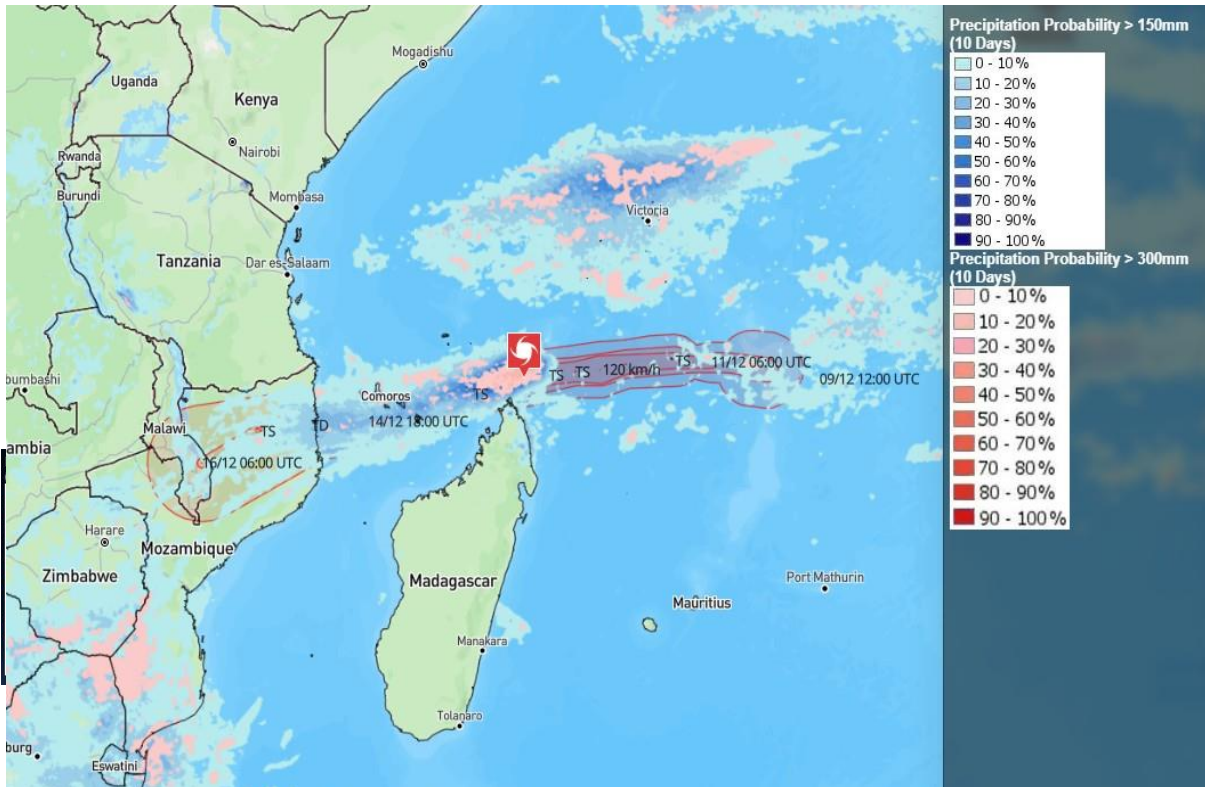 Mogadishu
Uganda
Kenya
Nairobi
Rwanda
Burundi
Mombasa
Victoria
Tanzania
Dar es-Salaam
TS
TS
TS
120 km/h
11/12 06:00 UTC
09/12 12:00 UTC
bumbashi
Comoros
TS
14/12 18:00 UTC
Malawi
TS
TD
ambia
16/12 06:00 UTC
Harare
Mozambique
Zimbabwe
Madagascar
Port Mathurin
Mauritius
Manakara
Tolanaro
burg
Eswatini
Precipitation Probability > 150mm
(10 Days)
0 - 10 %
10 - 20 %
20 - 30 %
30 - 40 %
40 - 50 %
50 - 60 %
60 - 70 %
70 - 80 %
80 - 90 %
90 - 100 %
Precipitation Probability > 300mm
(10 Days)
0 - 10 %
10 - 20 %
20 - 30 %
30 - 40 %
40 - 50 %
50 - 60 %
60 - 70 %
70 - 80 %
80 - 90 %
90 - 100 %